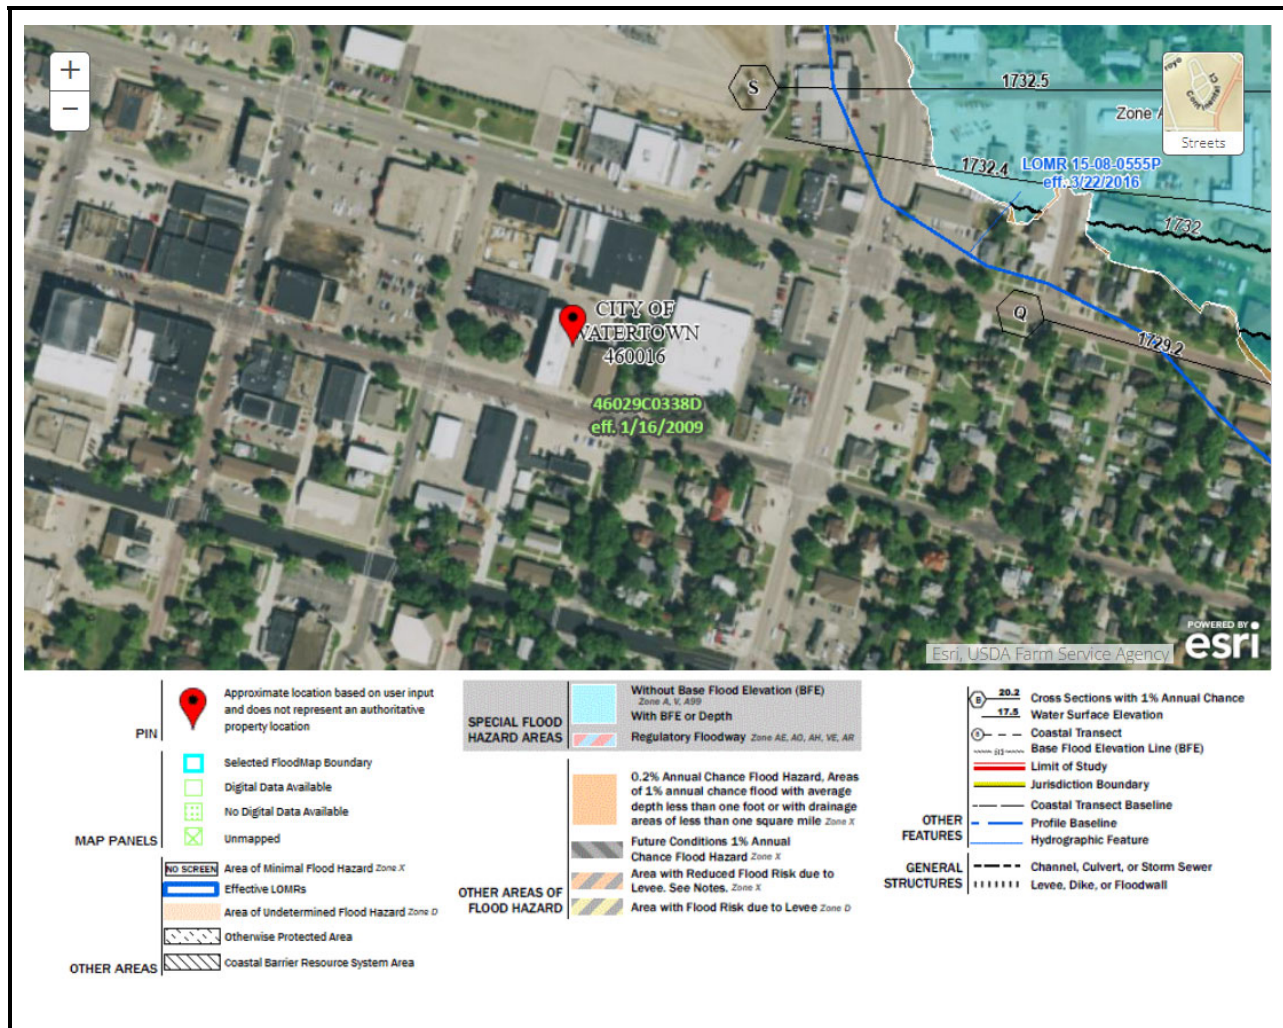 +
−
S
1732.5
Zone A
Streets
1732.4
LOMR 15-08-0555P
eff. 3/22/2016
1732
CITY OF
WATERTOWN
460016
Q
1729.2
46029C0338D
eff. 1/16/2009
Esri, USDA Farm Service Agency
POWERED BY
esri
PIN
Approximate location based on user input
and does not represent an authoritative
property location
MAP PANELS
Selected FloodMap Boundary
Digital Data Available
No Digital Data Available
Unmapped
OTHER AREAS
NO SCREEN Area of Minimal Flood Hazard Zone X
Effective LOMRs
Area of Undetermined Flood Hazard Zone D
Otherwise Protected Area
Coastal Barrier Resource System Area
SPECIAL FLOOD
HAZARD AREAS
Without Base Flood Elevation (BFE)
Zone A, V, A99
With BFE or Depth
Regulatory Floodway Zone AE, AO, AH, VE, AR
OTHER AREAS OF
FLOOD HAZARD
0.2% Annual Chance Flood Hazard, Areas
of 1% annual chance flood with average
depth less than one foot or with drainage
areas of less than one square mile Zone X
Future Conditions 1% Annual
Chance Flood Hazard Zone X
Area with Reduced Flood Risk due to
Levee. See Notes. Zone X
Area with Flood Risk due to Levee Zone D
OTHER
FEATURES
20.2 Cross Sections with 1% Annual Chance
17.5 Water Surface Elevation
Coastal Transect
Base Flood Elevation Line (BFE)
Limit of Study
Jurisdiction Boundary
Coastal Transect Baseline
Profile Baseline
Hydrographic Feature
GENERAL
STRUCTURES
Channel, Culvert, or Storm Sewer
Levee, Dike, or Floodwall